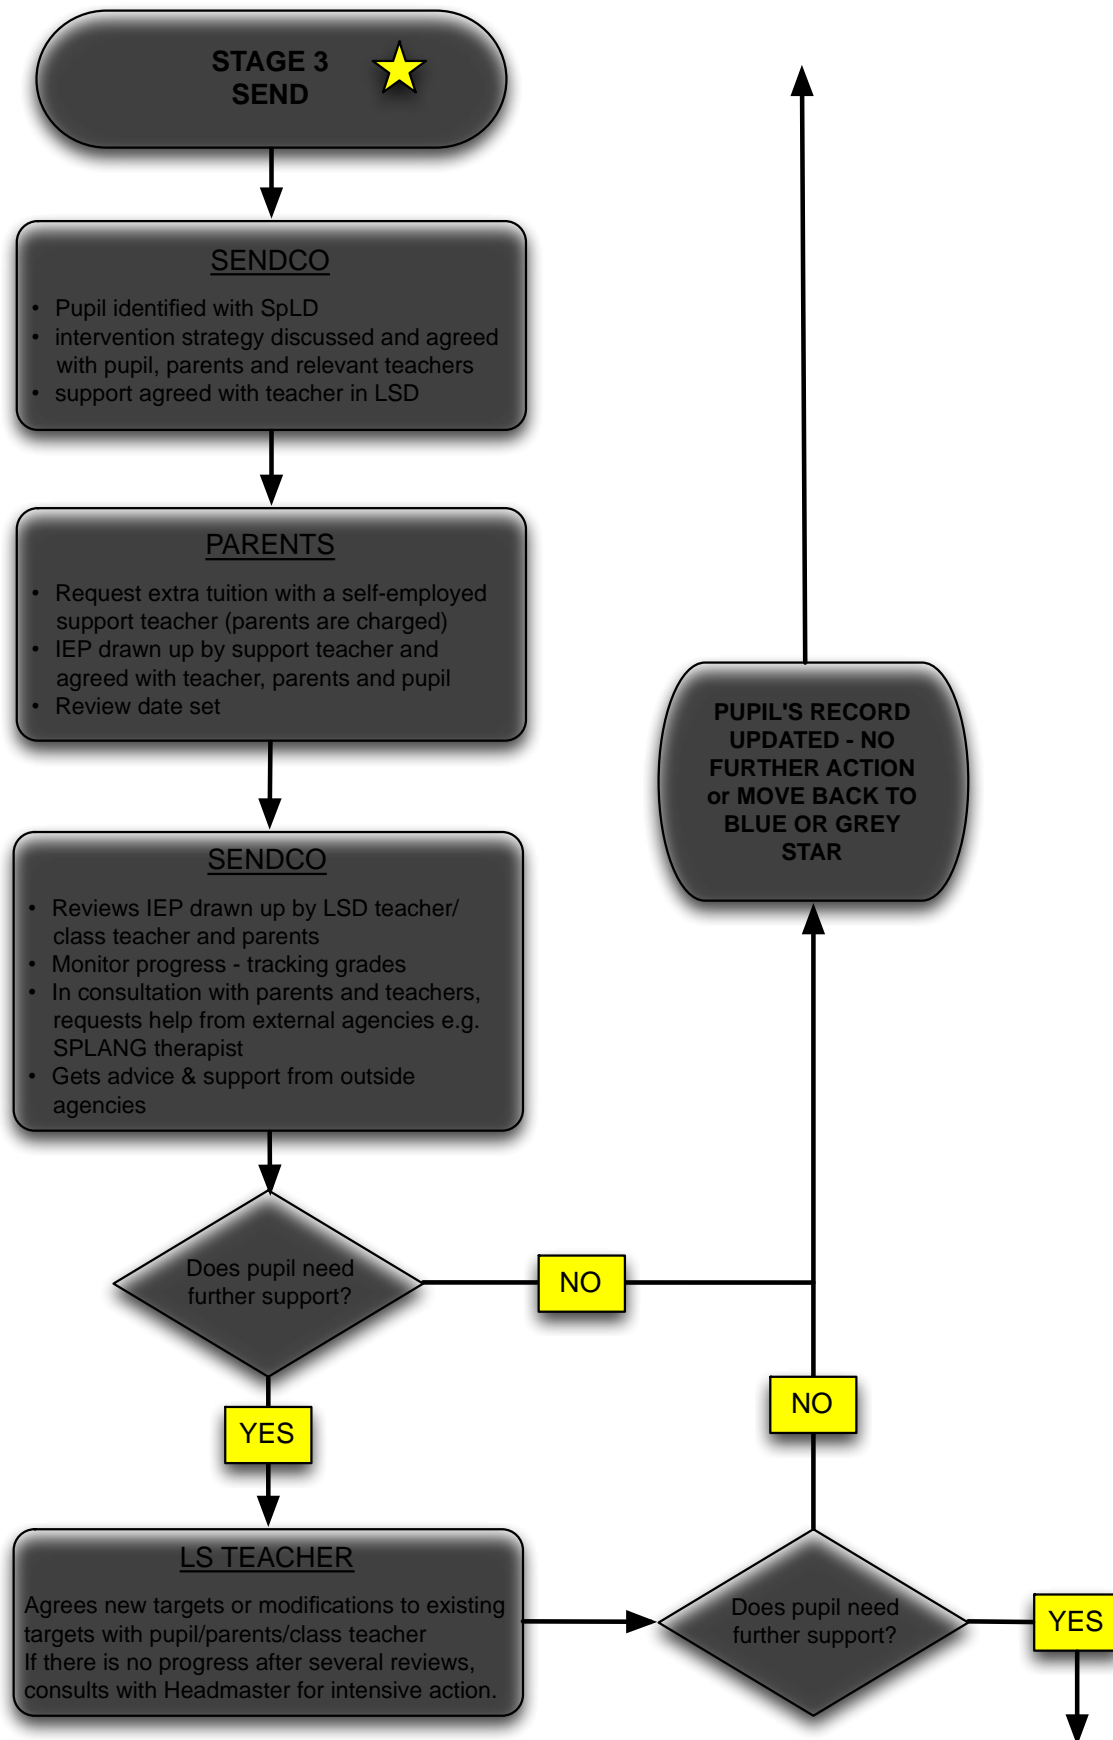 STAGE 3
SEND
SENDCO
• Pupil identified with SpLD
• intervention strategy discussed and agreed
with pupil, parents and relevant teachers
• support agreed with teacher in LSD
PARENTS
• Request extra tuition with a self-employed
support teacher (parents are charged)
• IEP drawn up by support teacher and
agreed with teacher, parents and pupil
• Review date set
SENDCO
• Reviews IEP drawn up by LSD teacher/
class teacher and parents
• Monitor progress - tracking grades
• In consultation with parents and teachers,
requests help from external agencies e.g.
SPLANG therapist
• Gets advice & support from outside
agencies
Does pupil need
further support?
NO
YES
LS TEACHER
Agrees new targets or modifications to existing
targets with pupil/parents/class teacher
If there is no progress after several reviews,
consults with Headmaster for intensive action.
Does pupil need
further support?
YES
NO
PUPIL'S RECORD
UPDATED - NO
FURTHER ACTION
or MOVE BACK TO
BLUE OR GREY
STAR